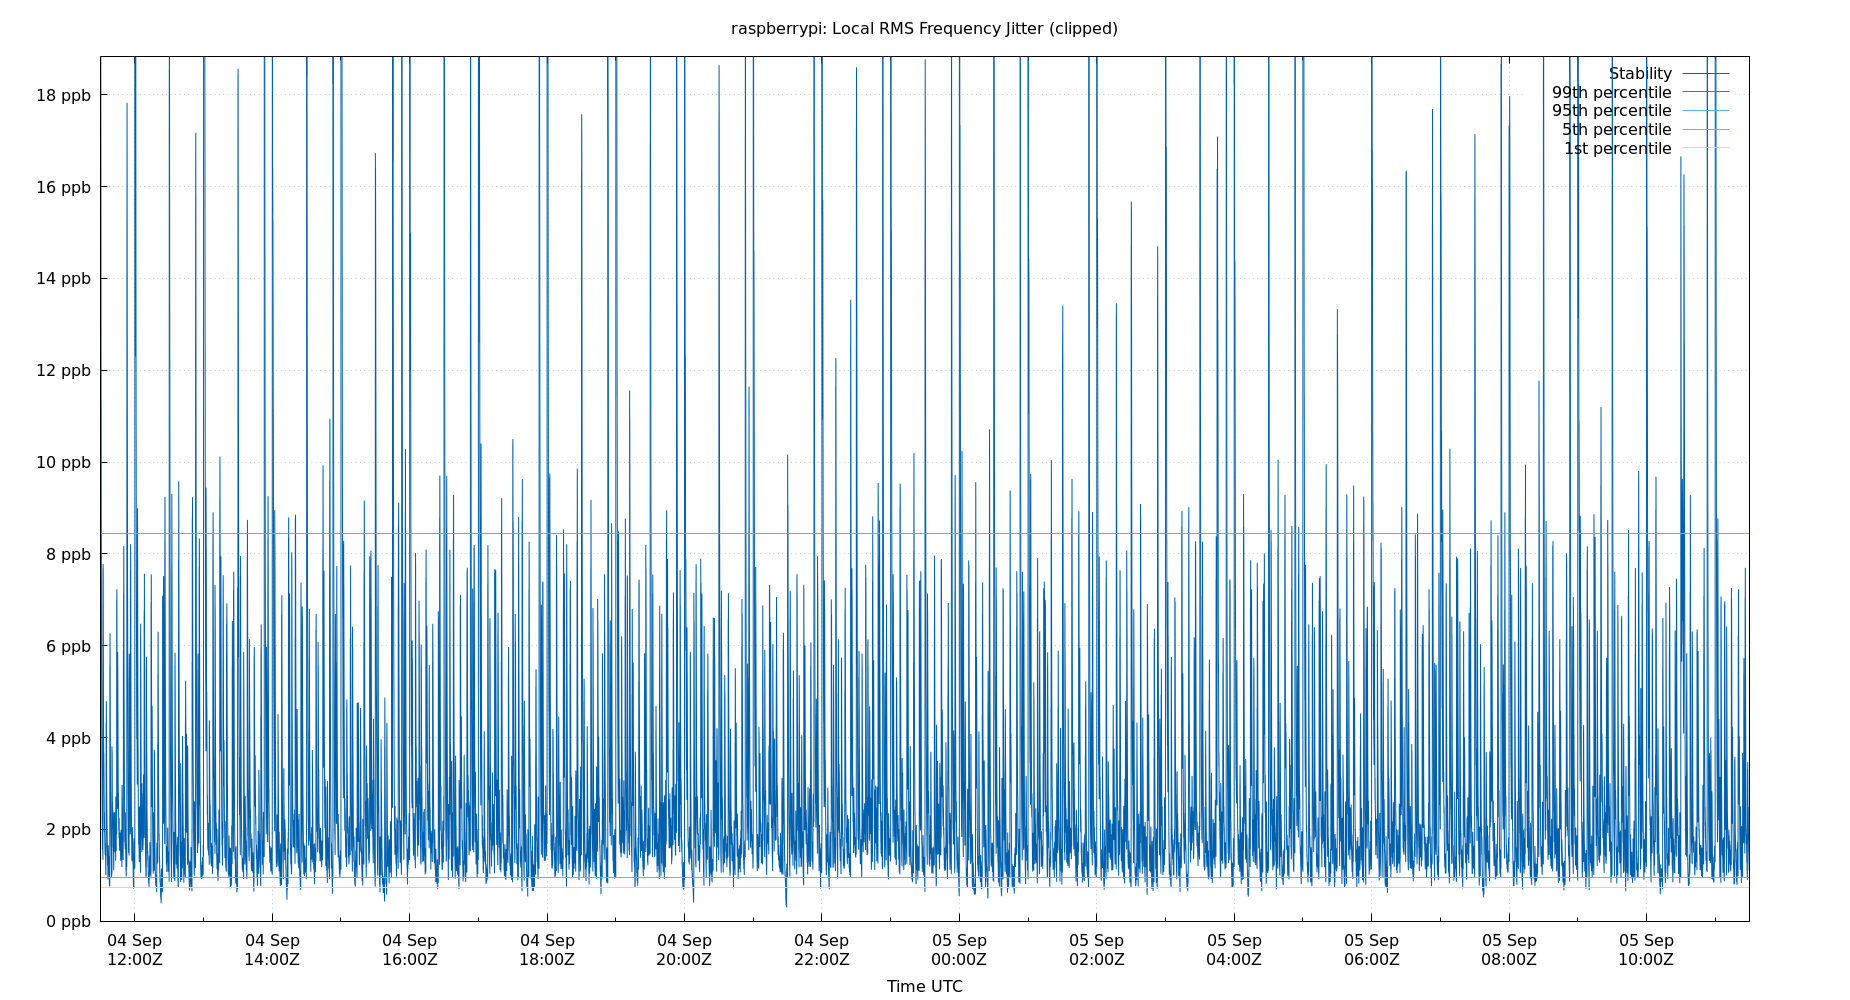 raspberrypi: Local RMS Frequency Jitter (clipped)
Stability
99th percentile
95th percentile
5th percentile
1st percentile
18 ppb
16 ppb
14 ppb
12 ppb
10 ppb
8 ppb
6 ppb
4 ppb
2 ppb
0 ppb
04 Sep 04 Sep 04 Sep 04 Sep 04 Sep 04 Sep 05 Sep 05 Sep 05 Sep 05 Sep 05 Sep 05 Sep
12:00Z 14:00Z 16:00Z 18:00Z 20:00Z 22:00Z 00:00Z 02:00Z 04:00Z 06:00Z 08:00Z 10:00Z
Time UTC